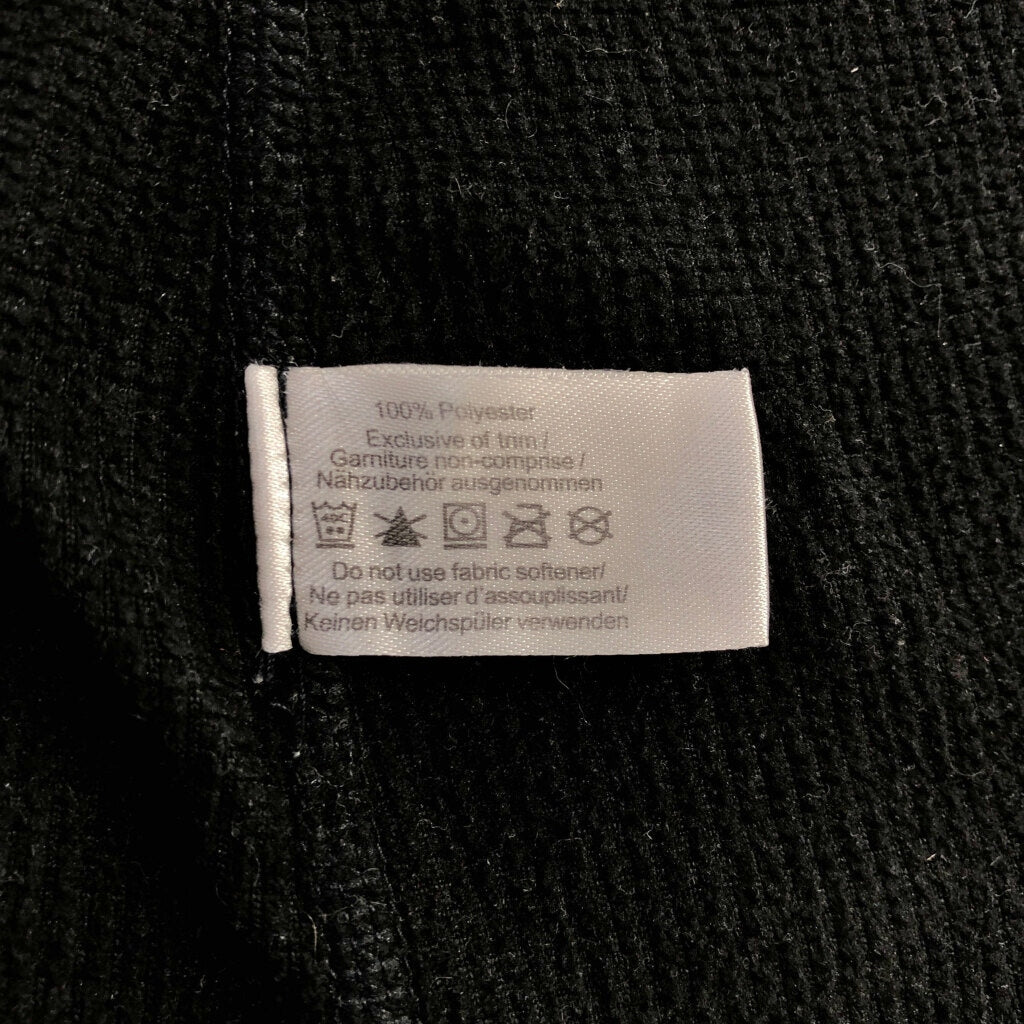 100% Polyester
Exclusive of trim /
Garniture non-comprise /
Nähzubehör ausgenommen
40C
Do not use fabric softener/
Ne pas utiliser d'assouplissant/
Keinen Weichspüler verwenden